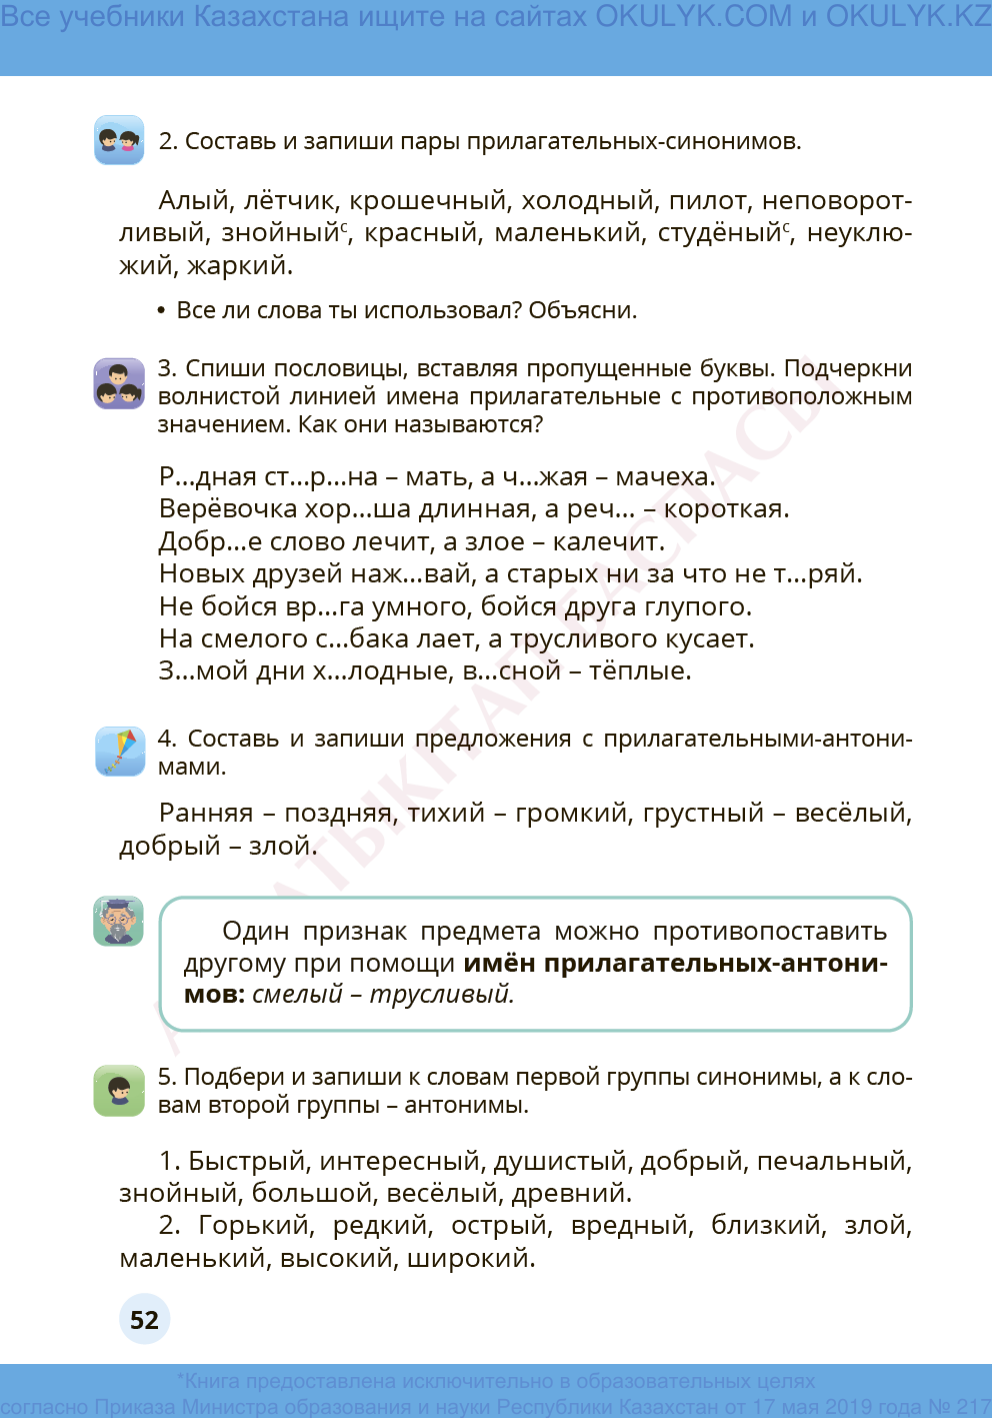 Все учебники Казахстана ищите на сайтах OKULYK.COM и OKULYK.KZ
2. Составь и запиши пары прилагательных-синонимов.
Алый, лётчик, крошечный, холодный, пилот, неповорот-
ливый, знойныйс, красный, маленький, студёныйс, неуклю-
жий, жаркий.
• Все ли слова ты использовал? Объясни.
3. Спиши пословицы, вставляя пропущенные буквы. Подчеркни
волнистой линией имена прилагательные с противоположным
значением. Как они называются?
Р...дная ст...р...на – мать, а ч...жая – мачеха.
Верёвочка хор...ша длинная, а реч... – короткая.
Добр...е слово лечит, а злое – калечит.
Новых друзей наж...вай, а старых ни за что не т...ряй.
Не бойся вр...га умного, бойся друга глупого.
На смелого с...бака лает, а трусливого кусает.
З...мой дни х...лодные, в...сной – тёплые.
4. Составь и запиши предложения с прилагательными-антони-
мами.
Ранняя – поздняя, тихий – громкий, грустный – весёлый,
добрый – злой.
Один признак предмета можно противопоставить
другому при помощи имён прилагательных-антони-
мов: смелый – трусливый.
5. Подбери и запиши к словам первой группы синонимы, а к сло-
вам второй группы – антонимы.
1. Быстрый, интересный, душистый, добрый, печальный,
знойный, большой, весёлый, древний.
2. Горький, редкий, острый, вредный, близкий, злой,
маленький, высокий, широкий.
52
*Книга предоставлена исключительно в образовательных целях
согласно Приказа Министра образования и науки Республики Казахстан от 17 мая 2019 года № 217